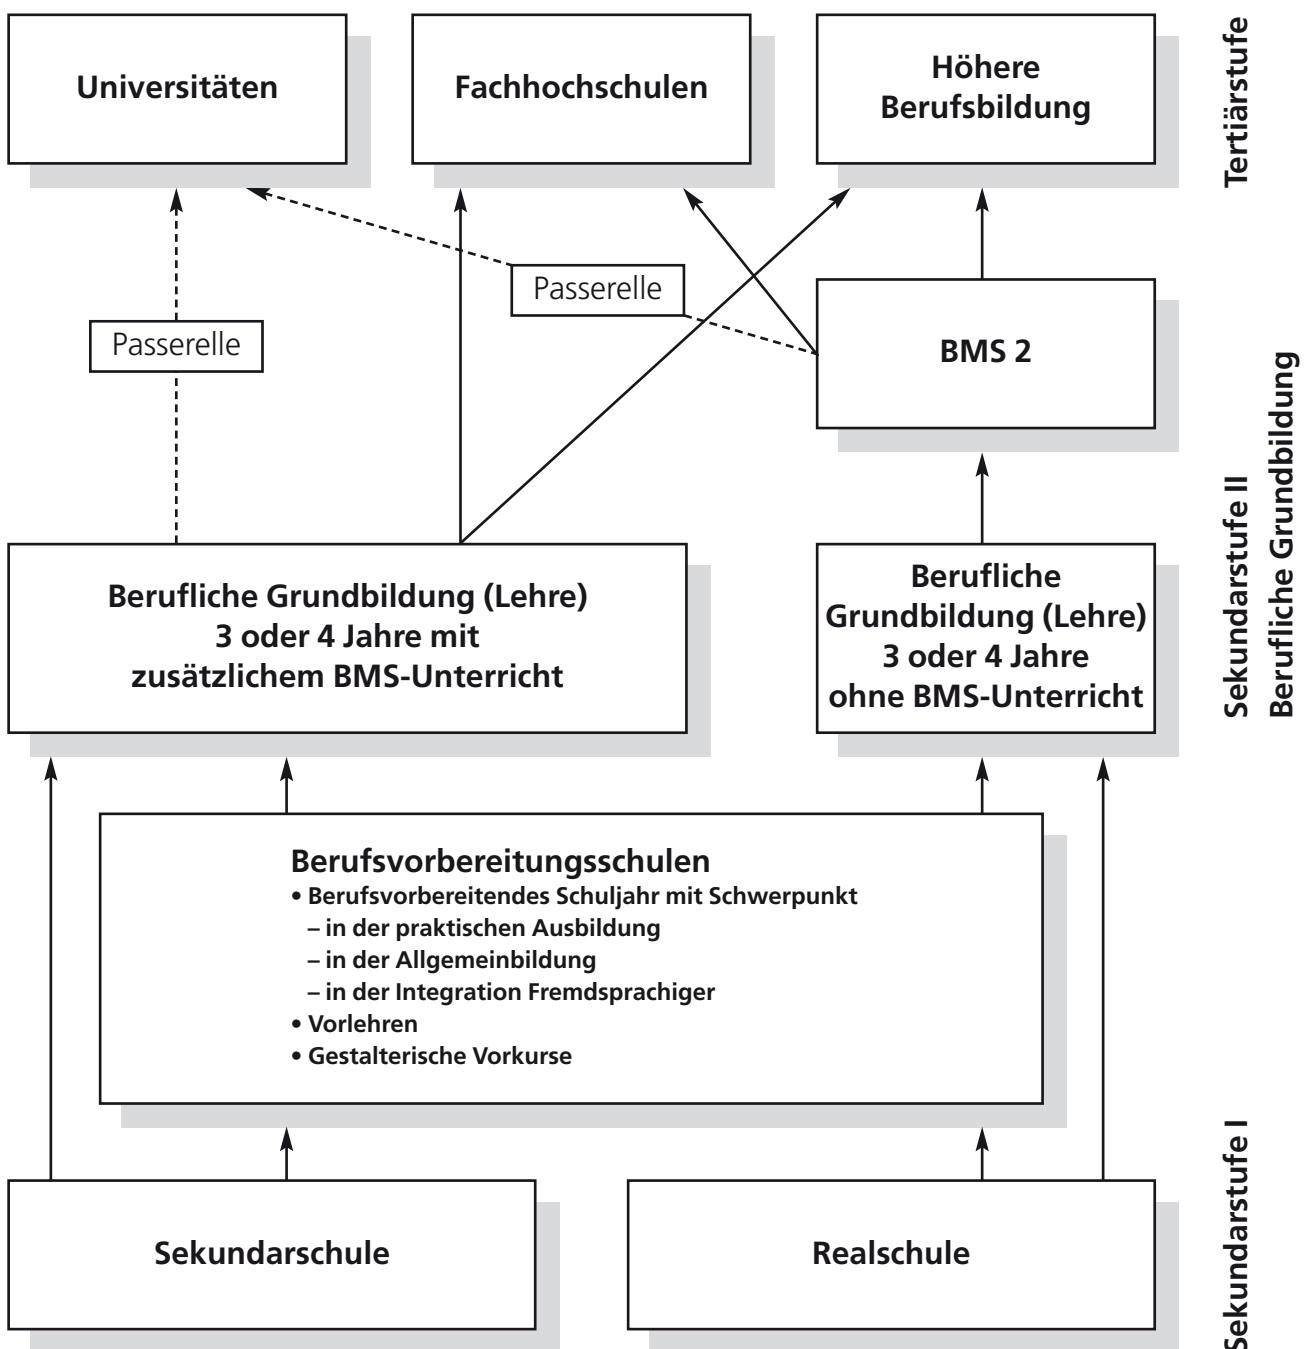 Universitäten
Fachhochschulen
Höhere
Berufsbildung
Tertiärstufe
Passerelle
Passerelle
BMS 2
Berufliche Grundbildung (Lehre)
3 oder 4 Jahre mit
zusätzlichem BMS-Unterricht
Berufliche
Grundbildung (Lehre)
3 oder 4 Jahre
ohne BMS-Unterricht
Sekundarstufe II
Berufliche Grundbildung
Berufsvorbereitungsschulen
• Berufsvorbereitendes Schuljahr mit Schwerpunkt
– in der praktischen Ausbildung
– in der Allgemeinbildung
– in der Integration Fremdsprachiger
• Vorlehren
• Gestalterische Vorkurse
Sekundarschule
Realschule
Sekundarstufe I